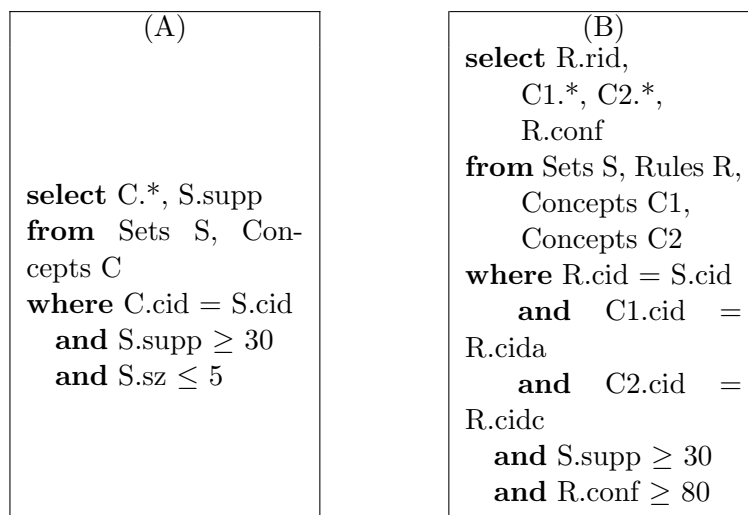 (A)
select C.*, S.supp
from Sets S, Con-
cepts C
where C.cid = S.cid
and S.supp ≥ 30
and S.sz ≤ 5
(B)
select R.rid,
C1.*, C2.*,
R.conf
from Sets S, Rules R,
Concepts C1,
Concepts C2
where R.cid = S.cid
and C1.cid =
R.cida
and C2.cid =
R.cidc
and S.supp ≥ 30
and R.conf ≥ 80